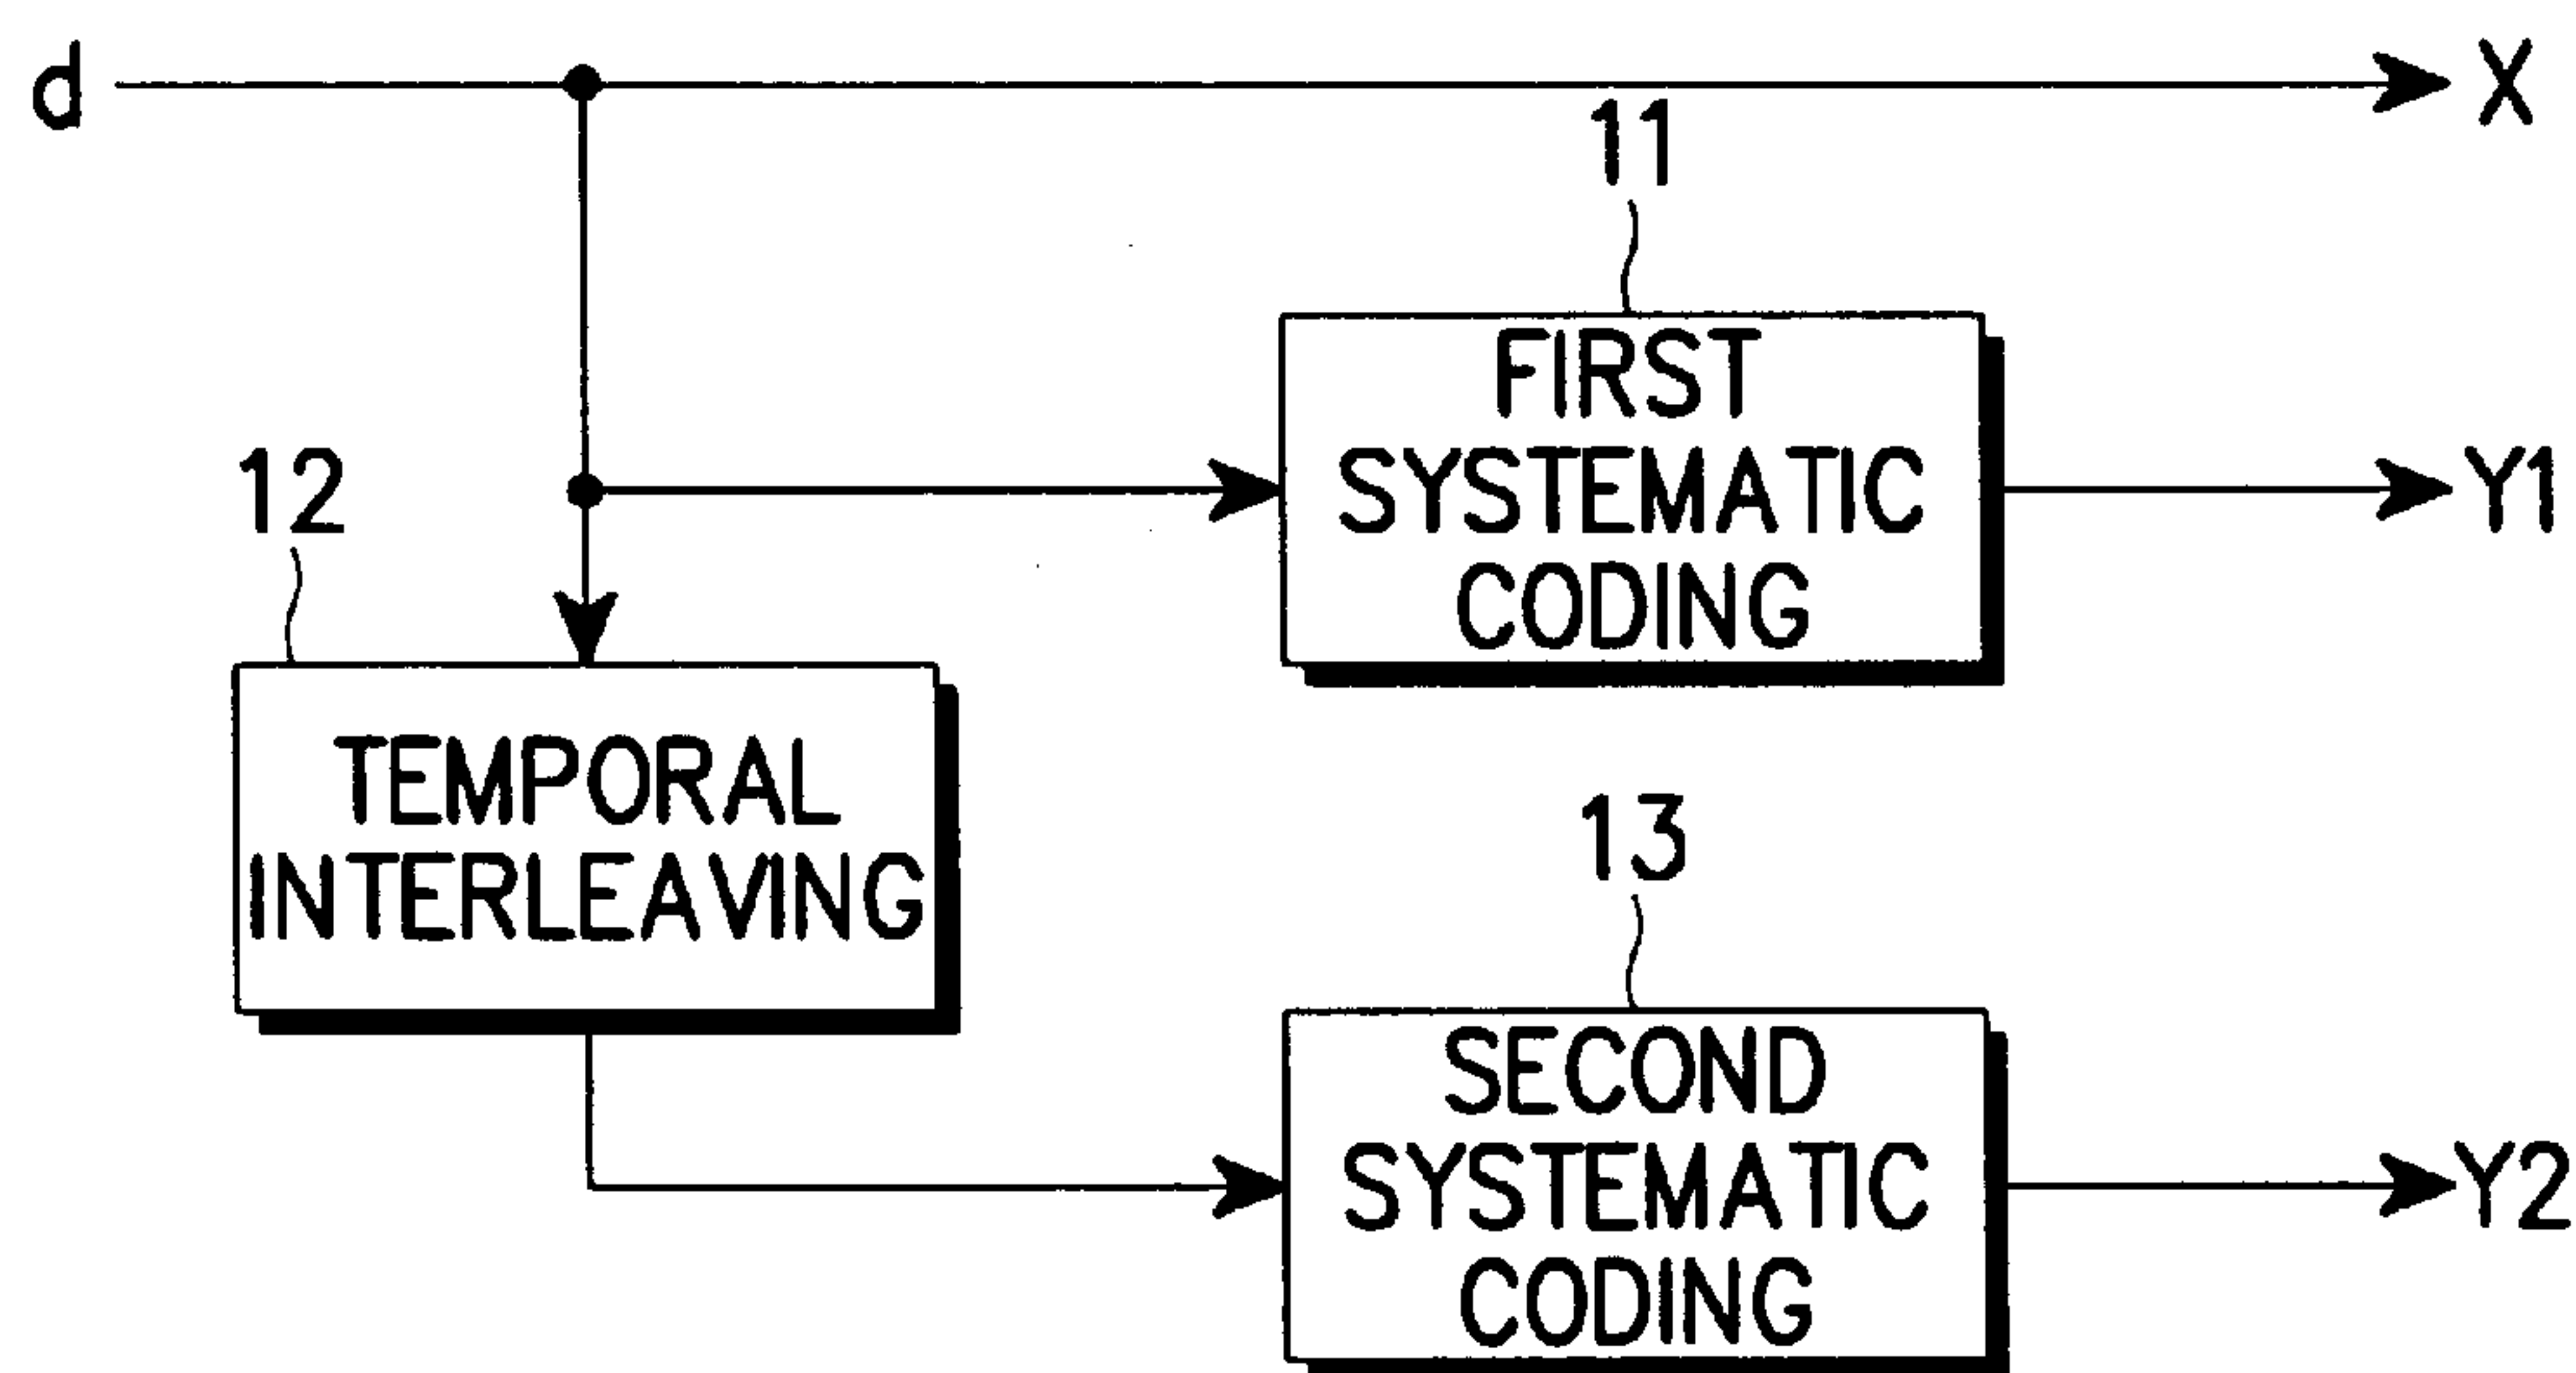 d
X
11
FIRST
SYSTEMATIC
CODING
Y1
12
TEMPORAL
INTERLEAVING
13
SECOND
SYSTEMATIC
CODING
Y2